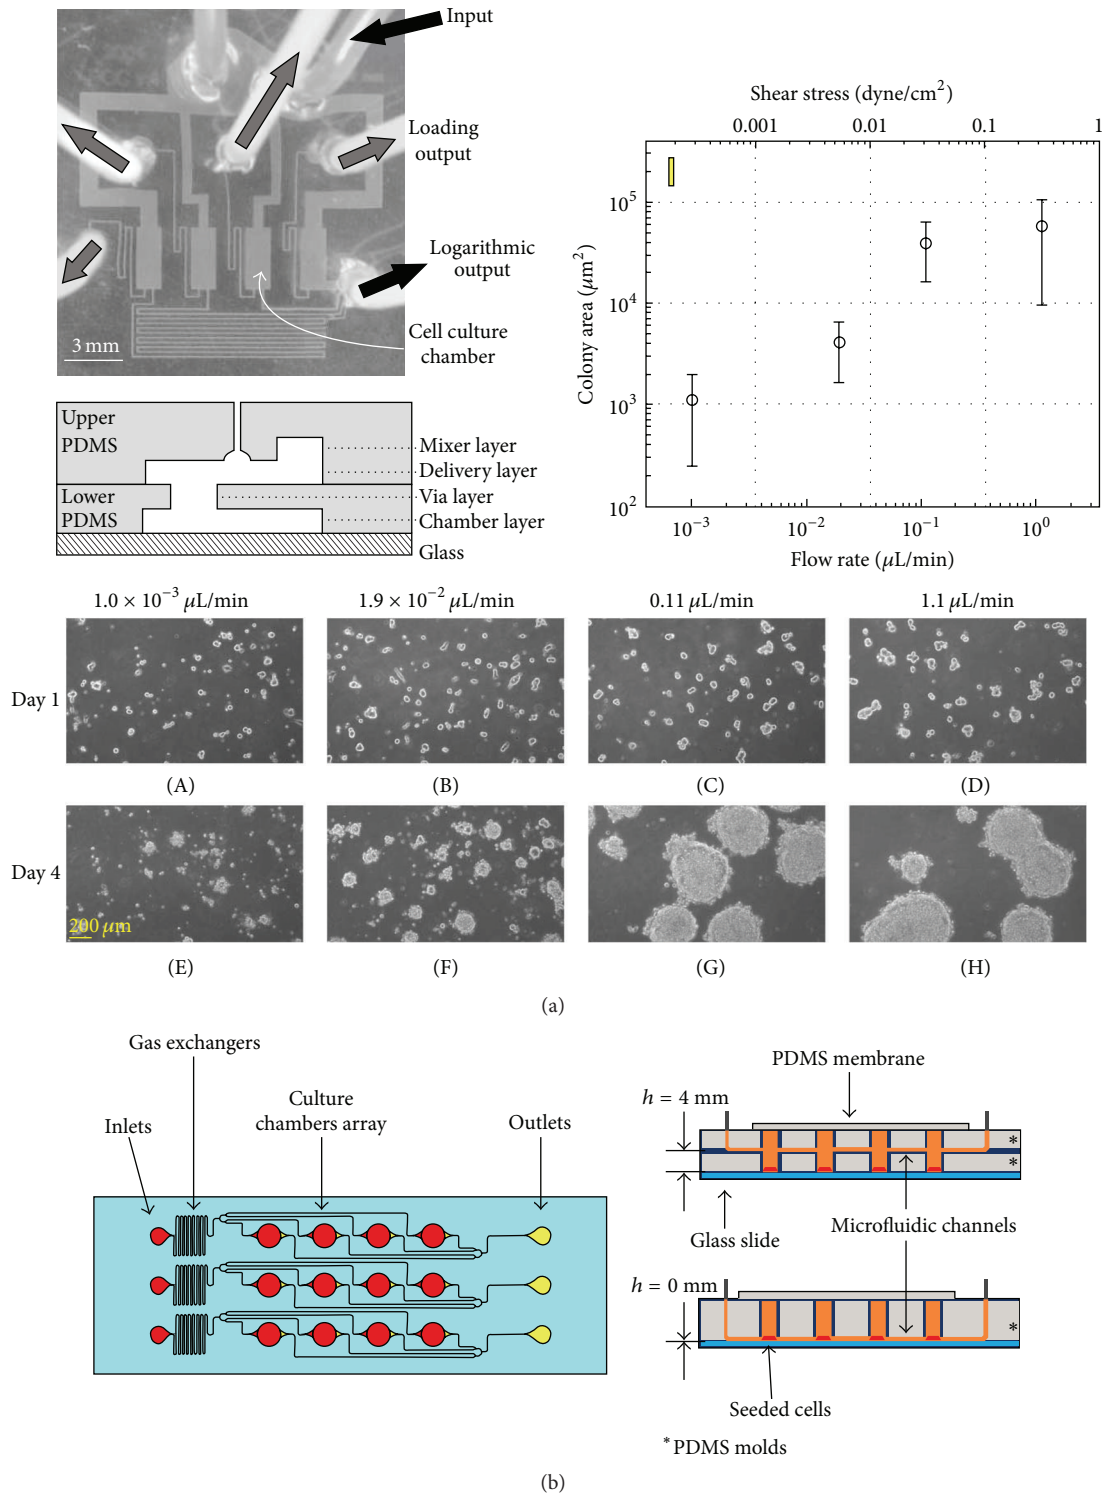 Input
Loading
output
Logarithmic
output
Cell culture
chamber
3 mm
Upper
PDMS
Mixer layer
Delivery layer
Lower
PDMS
Via layer
Chamber layer
Glass
Shear stress (dyne/cm²)
0.001 0.01 0.1 1
Colony area (μm²)
10⁵
10⁴
10³
10²
10⁻³ 10⁻² 10⁻¹ 10⁰
Flow rate (μL/min)
1.0 × 10⁻³ μL/min 1.9 × 10⁻² μL/min 0.11 μL/min 1.1 μL/min
Day 1
(A) (B) (C) (D)
Day 4
200 μm
(E) (F) (G) (H)
(a)
Gas exchangers
Inlets
Culture
chambers array
Outlets
PDMS membrane
h = 4 mm
*
*
Glass slide
Microfluidic channels
h = 0 mm
*
Seeded cells
*PDMS molds
(b)